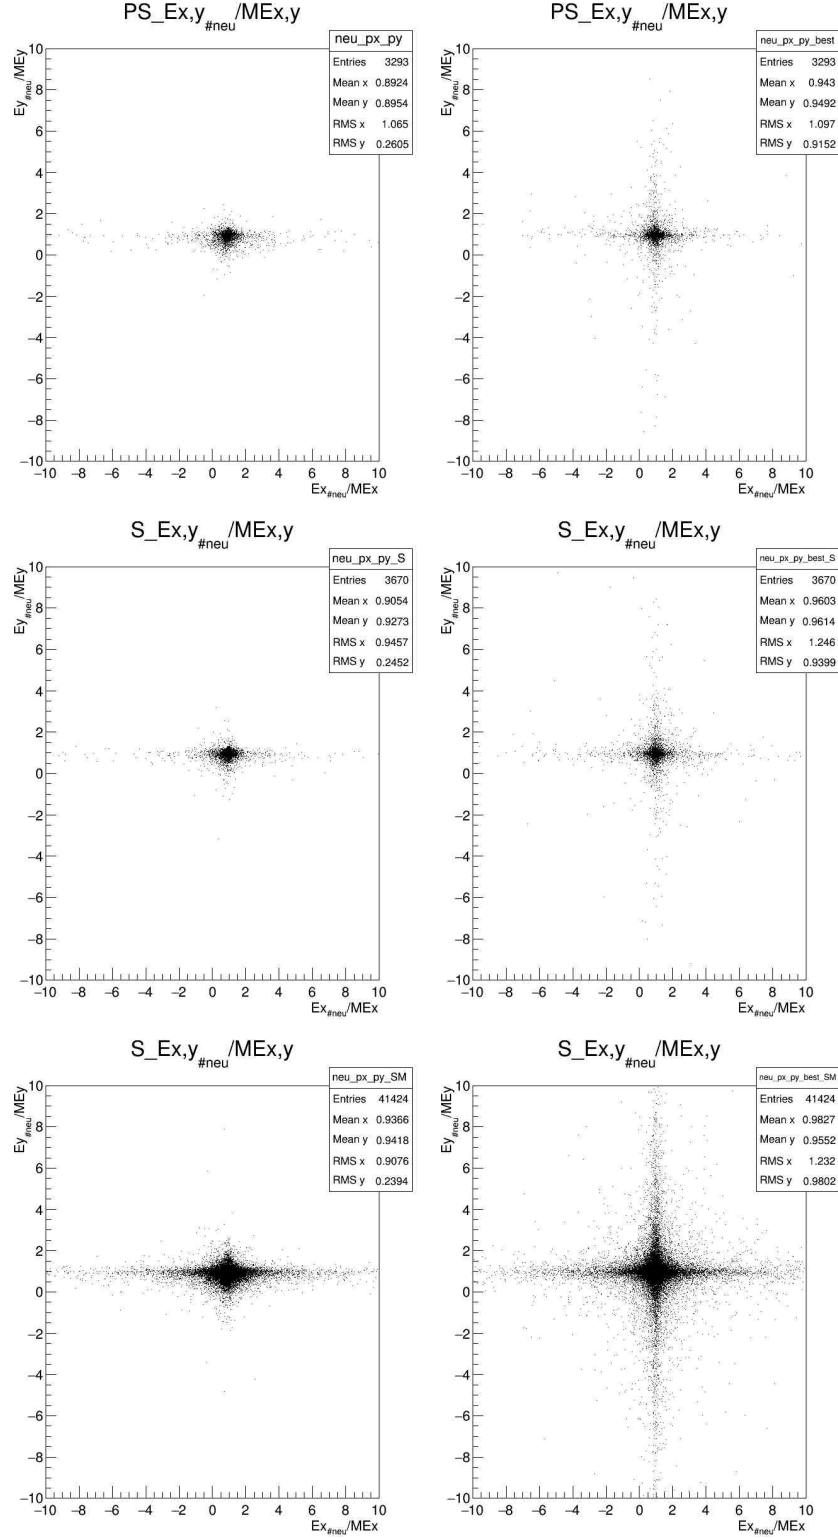 PS_Ex,y#neu/MEx,y
neu_px_py
Entries 3293
Mean x 0.8924
Mean y 0.8954
RMS x 1.065
RMS y 0.2605
Ey#neu/MEy
10
8
6
4
2
0
−2
−4
−6
−8
−10
−10 −8 −6 −4 −2 0 2 4 6 8 10
Ex#neu/MEx
PS_Ex,y#neu/MEx,y
neu_px_py_best
Entries 3293
Mean x 0.943
Mean y 0.9492
RMS x 1.097
RMS y 0.9152
Ey#neu/MEy
10
8
6
4
2
0
−2
−4
−6
−8
−10
−10 −8 −6 −4 −2 0 2 4 6 8 10
Ex#neu/MEx
S_Ex,y#neu/MEx,y
neu_px_py_S
Entries 3670
Mean x 0.9054
Mean y 0.9273
RMS x 0.9457
RMS y 0.2452
Ey#neu/MEy
10
8
6
4
2
0
−2
−4
−6
−8
−10
−10 −8 −6 −4 −2 0 2 4 6 8 10
Ex#neu/MEx
S_Ex,y#neu/MEx,y
neu_px_py_best_S
Entries 3670
Mean x 0.9603
Mean y 0.9614
RMS x 1.246
RMS y 0.9399
Ey#neu/MEy
10
8
6
4
2
0
−2
−4
−6
−8
−10
−10 −8 −6 −4 −2 0 2 4 6 8 10
Ex#neu/MEx
S_Ex,y#neu/MEx,y
neu_px_py_SM
Entries 41424
Mean x 0.9366
Mean y 0.9418
RMS x 0.9076
RMS y 0.2394
Ey#neu/MEy
10
8
6
4
2
0
−2
−4
−6
−8
−10
−10 −8 −6 −4 −2 0 2 4 6 8 10
Ex#neu/MEx
S_Ex,y#neu/MEx,y
neu_px_py_best_SM
Entries 41424
Mean x 0.9827
Mean y 0.9552
RMS x 1.232
RMS y 0.9802
Ey#neu/MEy
10
8
6
4
2
0
−2
−4
−6
−8
−10
−10 −8 −6 −4 −2 0 2 4 6 8 10
Ex#neu/MEx